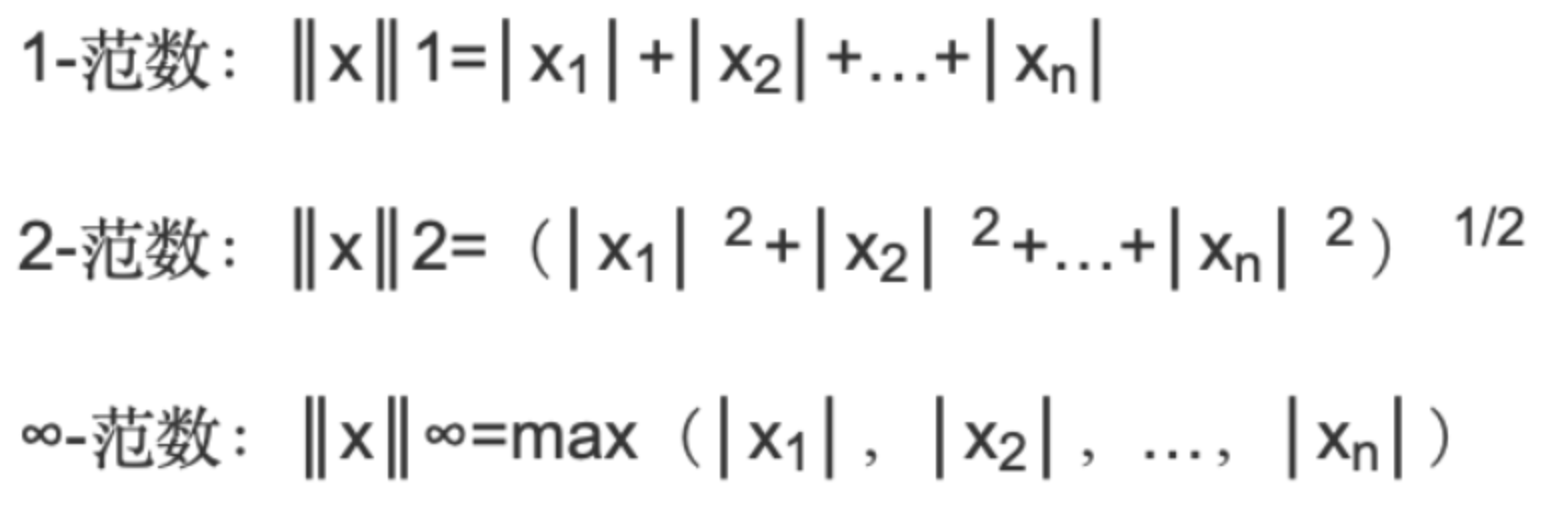 1-范数：‖x‖1=|x₁|+|x₂|+…+|xₙ|
2-范数：‖x‖2=（|x₁|²+|x₂|²+…+|xₙ|²）^1/2
∞-范数：‖x‖∞=max（|x₁|，|x₂|，…，|xₙ|）